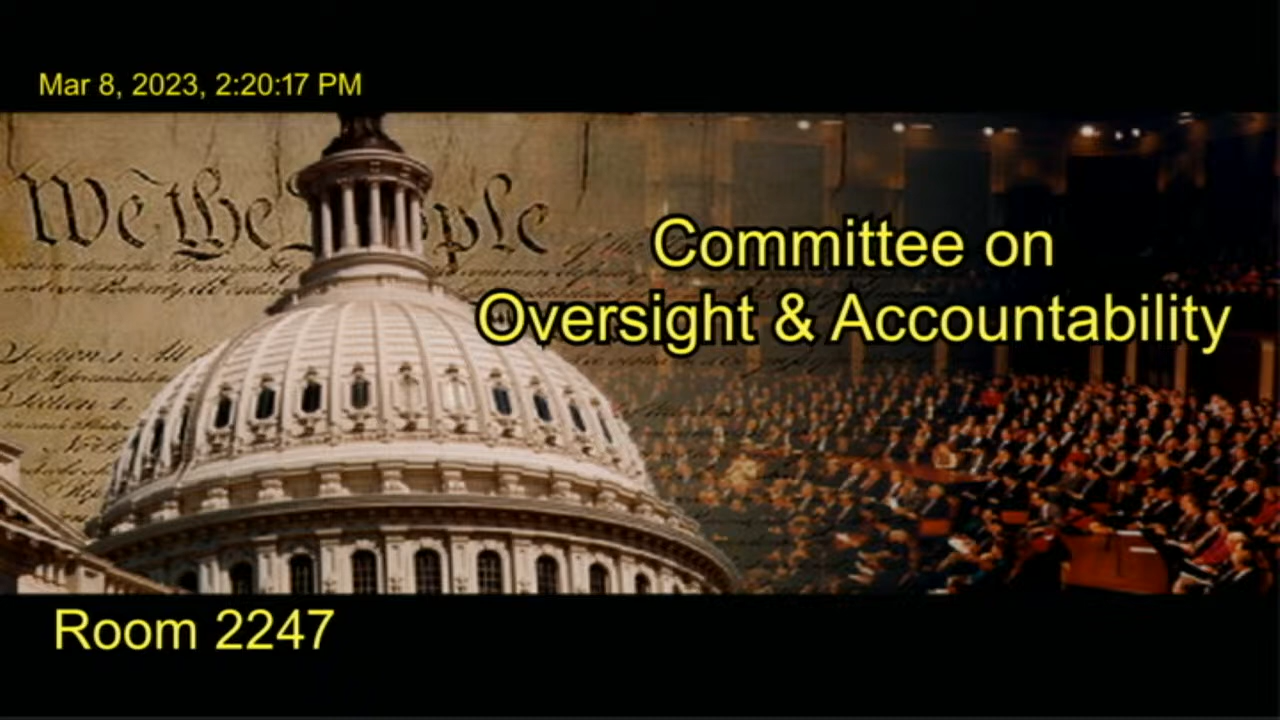 Mar 8, 2023, 2:20:17 PM
We the People
Committee on
Oversight & Accountability
Room 2247